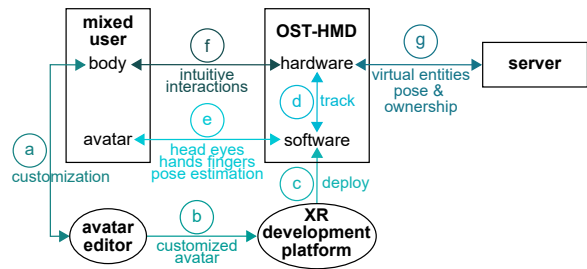 mixed
user
body
avatar
f
intuitive
interactions
e
head eyes
hands fingers
pose estimation
OST-HMD
hardware
d
track
software
c
deploy
g
virtual entities
pose &
ownership
server
a
customization
avatar
editor
b
customized
avatar
XR
development
platform